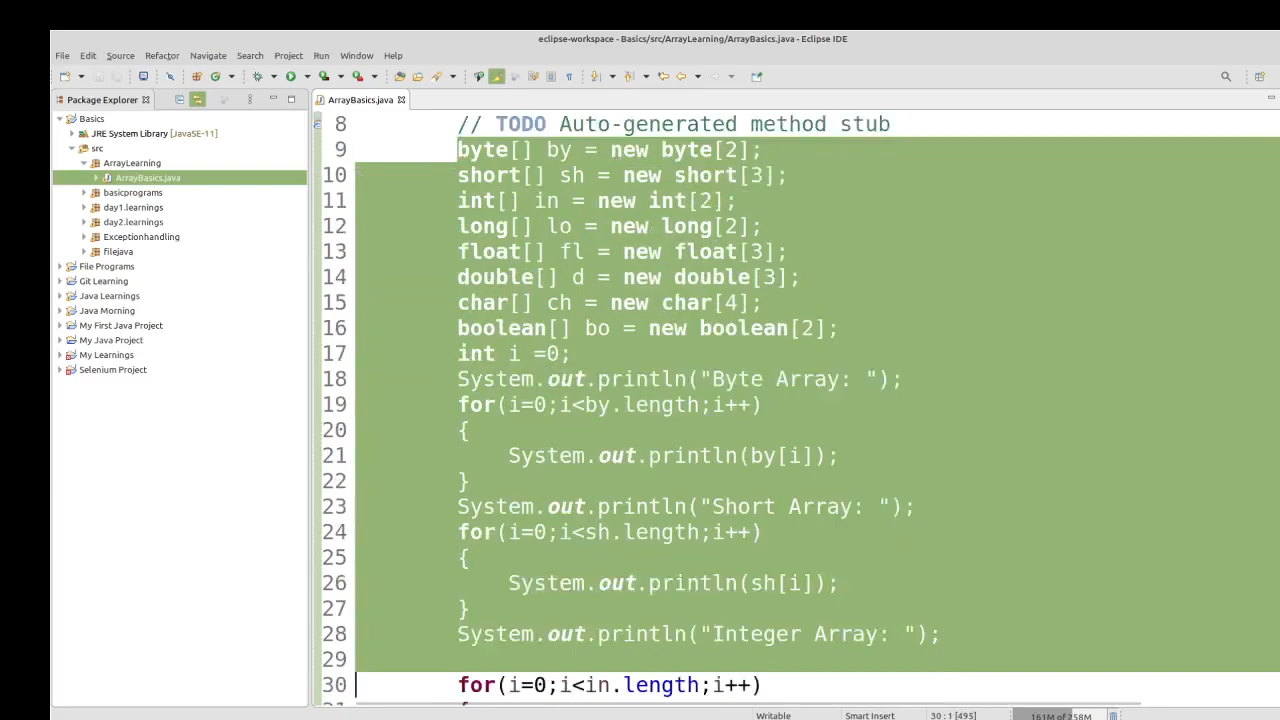 eclipse-workspace - Basics/src/ArrayLearning/ArrayBasics.java - Eclipse IDE
File Edit Source Refactor Navigate Search Project Run Window Help
Package Explorer
Basics
JRE System Library [JavaSE-11]
src
ArrayLearning
ArrayBasics.java
basicprograms
day1.learnings
day2.learnings
Exceptionhandling
filejava
File Programs
Git Learning
Java Learnings
Java Morning
My First Java Project
My Java Project
My Learnings
Selenium Project
ArrayBasics.java
8 // TODO Auto-generated method stub
9 byte[] by = new byte[2];
10 short[] sh = new short[3];
11 int[] in = new int[2];
12 long[] lo = new long[2];
13 float[] fl = new float[3];
14 double[] d = new double[3];
15 char[] ch = new char[4];
16 boolean[] bo = new boolean[2];
17 int i =0;
18 System.out.println("Byte Array: ");
19 for(i=0;i<by.length;i++)
20 {
21 System.out.println(by[i]);
22 }
23 System.out.println("Short Array: ");
24 for(i=0;i<sh.length;i++)
25 {
26 System.out.println(sh[i]);
27 }
28 System.out.println("Integer Array: ");
29
30 for(i=0;i<in.length;i++)
Writable Smart Insert 30 : 1 [495] 161M of 258M